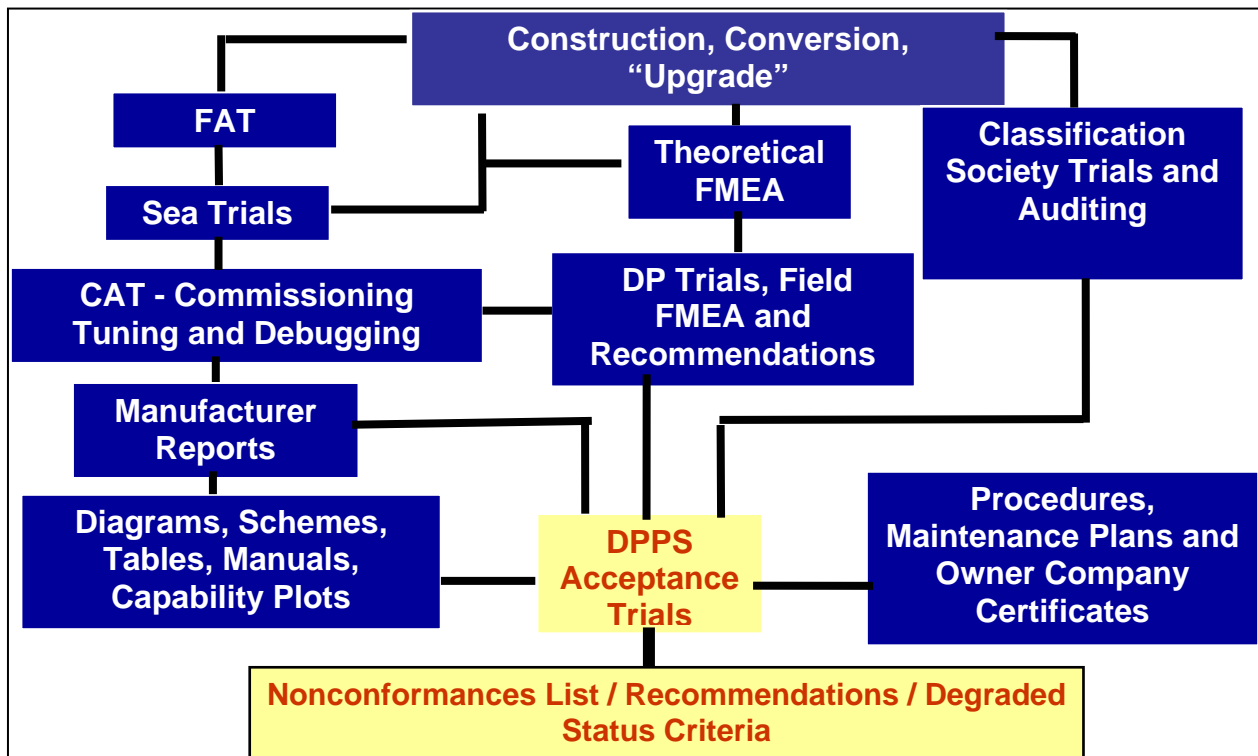 Construction, Conversion,
“Upgrade”
FAT
Theoretical
FMEA
Classification
Society Trials and
Auditing
Sea Trials
CAT - Commissioning
Tuning and Debugging
DP Trials, Field
FMEA and
Recommendations
Manufacturer
Reports
Diagrams, Schemes,
Tables, Manuals,
Capability Plots
DPPS
Acceptance
Trials
Procedures,
Maintenance Plans and
Owner Company
Certificates
Nonconformances List / Recommendations / Degraded
Status Criteria